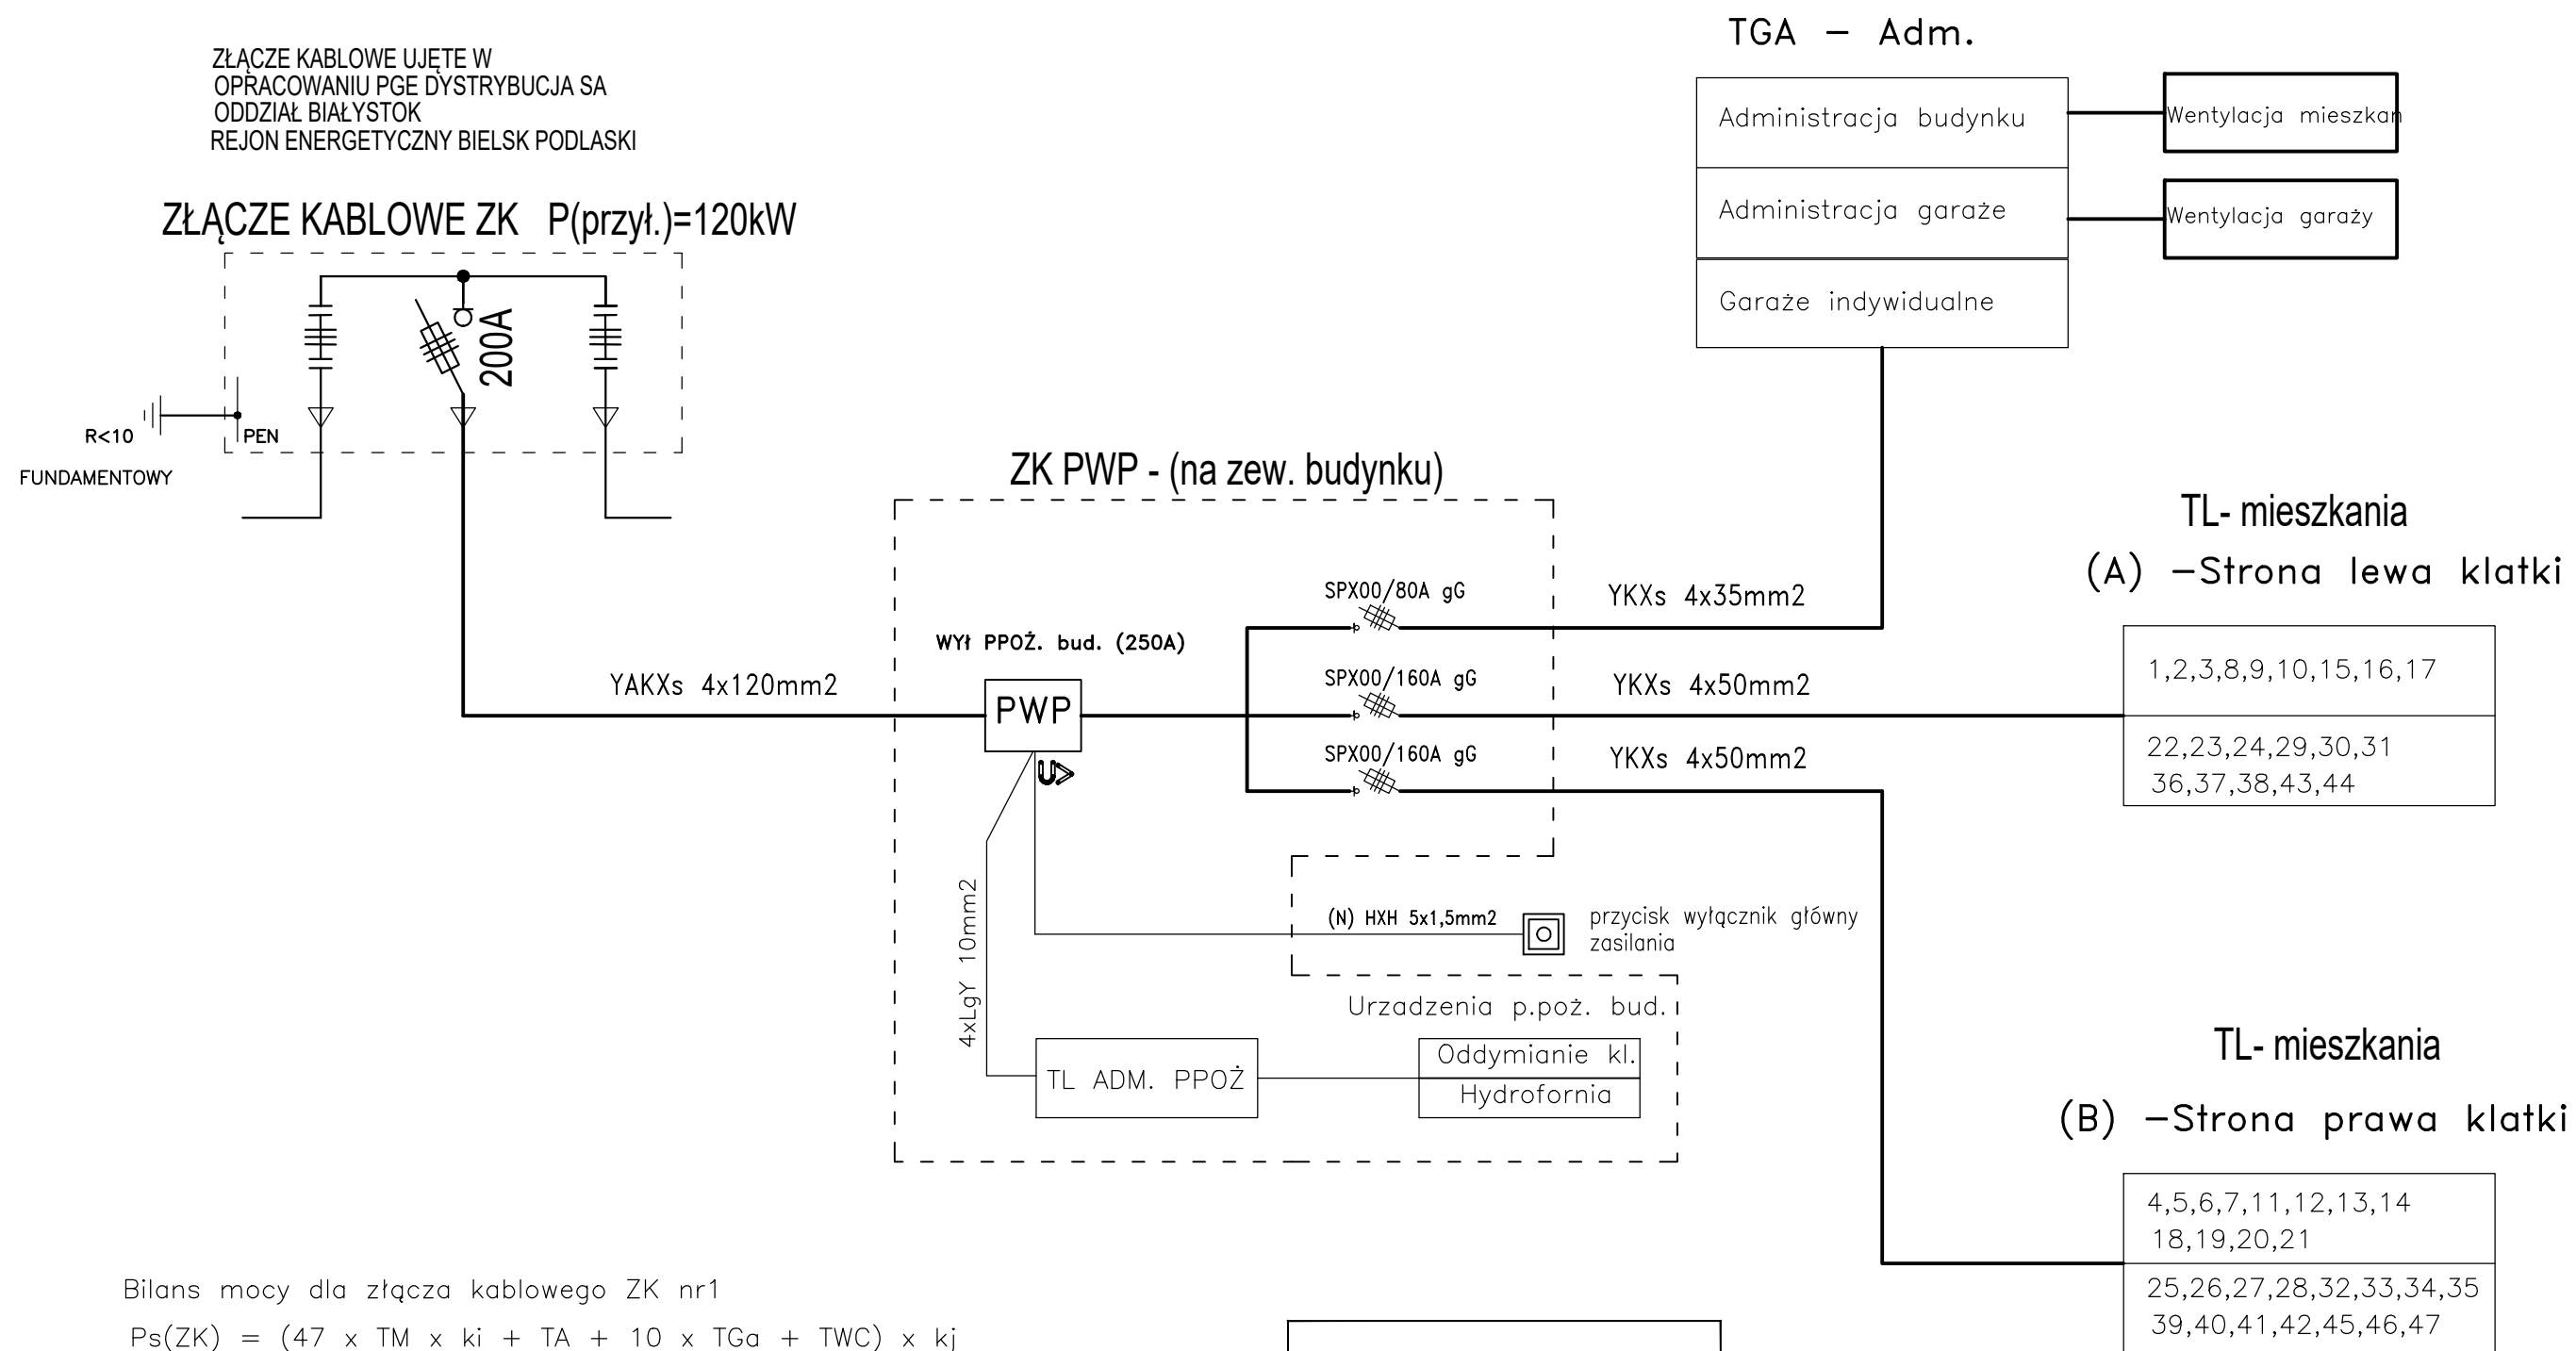 ZŁĄCZE KABLOWE UJĘTE W
OPRACOWANIU PGE DYSTRYBUCJA SA
ODDZIAŁ BIAŁYSTOK
REJON ENERGETYCZNY BIELSK PODLASKI
ZŁĄCZE KABLOWE ZK P(przył.)=120kW
200A
R<10
PEN
FUNDAMENTOWY
TGA – Adm.
Administracja budynku
Wentylacja mieszkan
Administracja garaże
Wentylacja garaży
Garaże indywidualne
ZK PWP - (na zew. budynku)
WYł PPOŻ. bud. (250A)
YAKXs 4x120mm2
PWP
U>
SPX00/80A gG
YKXs 4x35mm2
SPX00/160A gG
YKXs 4x50mm2
SPX00/160A gG
YKXs 4x50mm2
(N) HXH 5x1,5mm2
przycisk wyłącznik główny
zasilania
4xLgY 10mm2
Urzadzenia p.poż. bud.
TL ADM. PPOŻ
Oddymianie kl.
Hydrofornia
TL- mieszkania
(A) –Strona lewa klatki
1,2,3,8,9,10,15,16,17
22,23,24,29,30,31
36,37,38,43,44
TL- mieszkania
(B) –Strona prawa klatki
4,5,6,7,11,12,13,14
18,19,20,21
25,26,27,28,32,33,34,35
39,40,41,42,45,46,47
Bilans mocy dla złącza kablowego ZK nr1
Ps(ZK) = (47 x TM x ki + TA + 10 x TGa + TWC) x kj